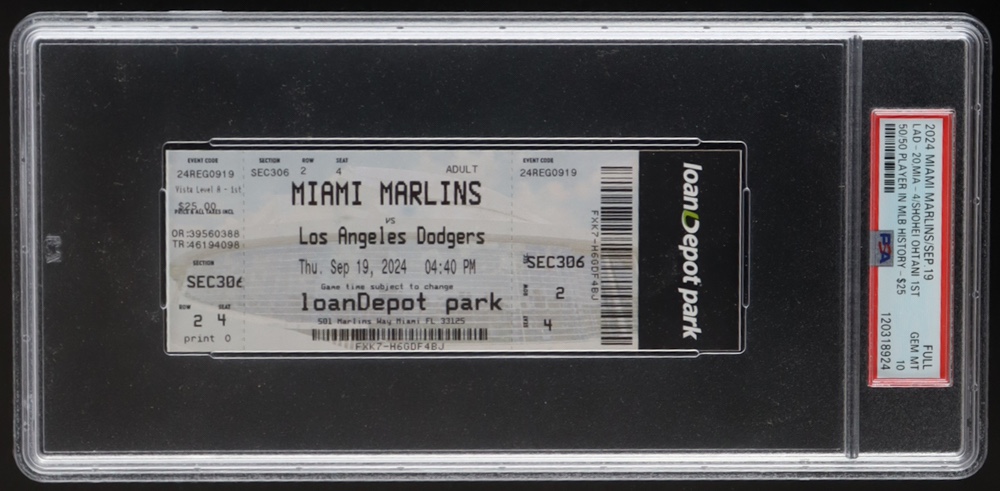 EVENT CODE
24REG0919
Vista Level 8 - 1st
$25.00
PRICE & ALL TAXES INCL
OR:39560388
TR:46194098
SECTION
SEC306
ROW SEAT
2 4
print 0
SECTION ROW SEAT
SEC306 2 4
ADULT
MIAMI MARLINS
vs
Los Angeles Dodgers
Thu. Sep 19, 2024 04:40 PM
Game time subject to change
loanDepot park
501 Marlins Way Miami FL 33125
FXK7-H6GDF4BJ
EVENT CODE
24REG0919
SEC306
2
4
FXK7-H6GDF4BJ
loanDepot park
2024 MIAMI MARLINS/SEP 19
LAD - 20,MIA - 4/SHOHEI OHTANI 1ST
50/50 PLAYER IN MLB HISTORY - $25
PSA
FULL
GEM MT
10
120318924